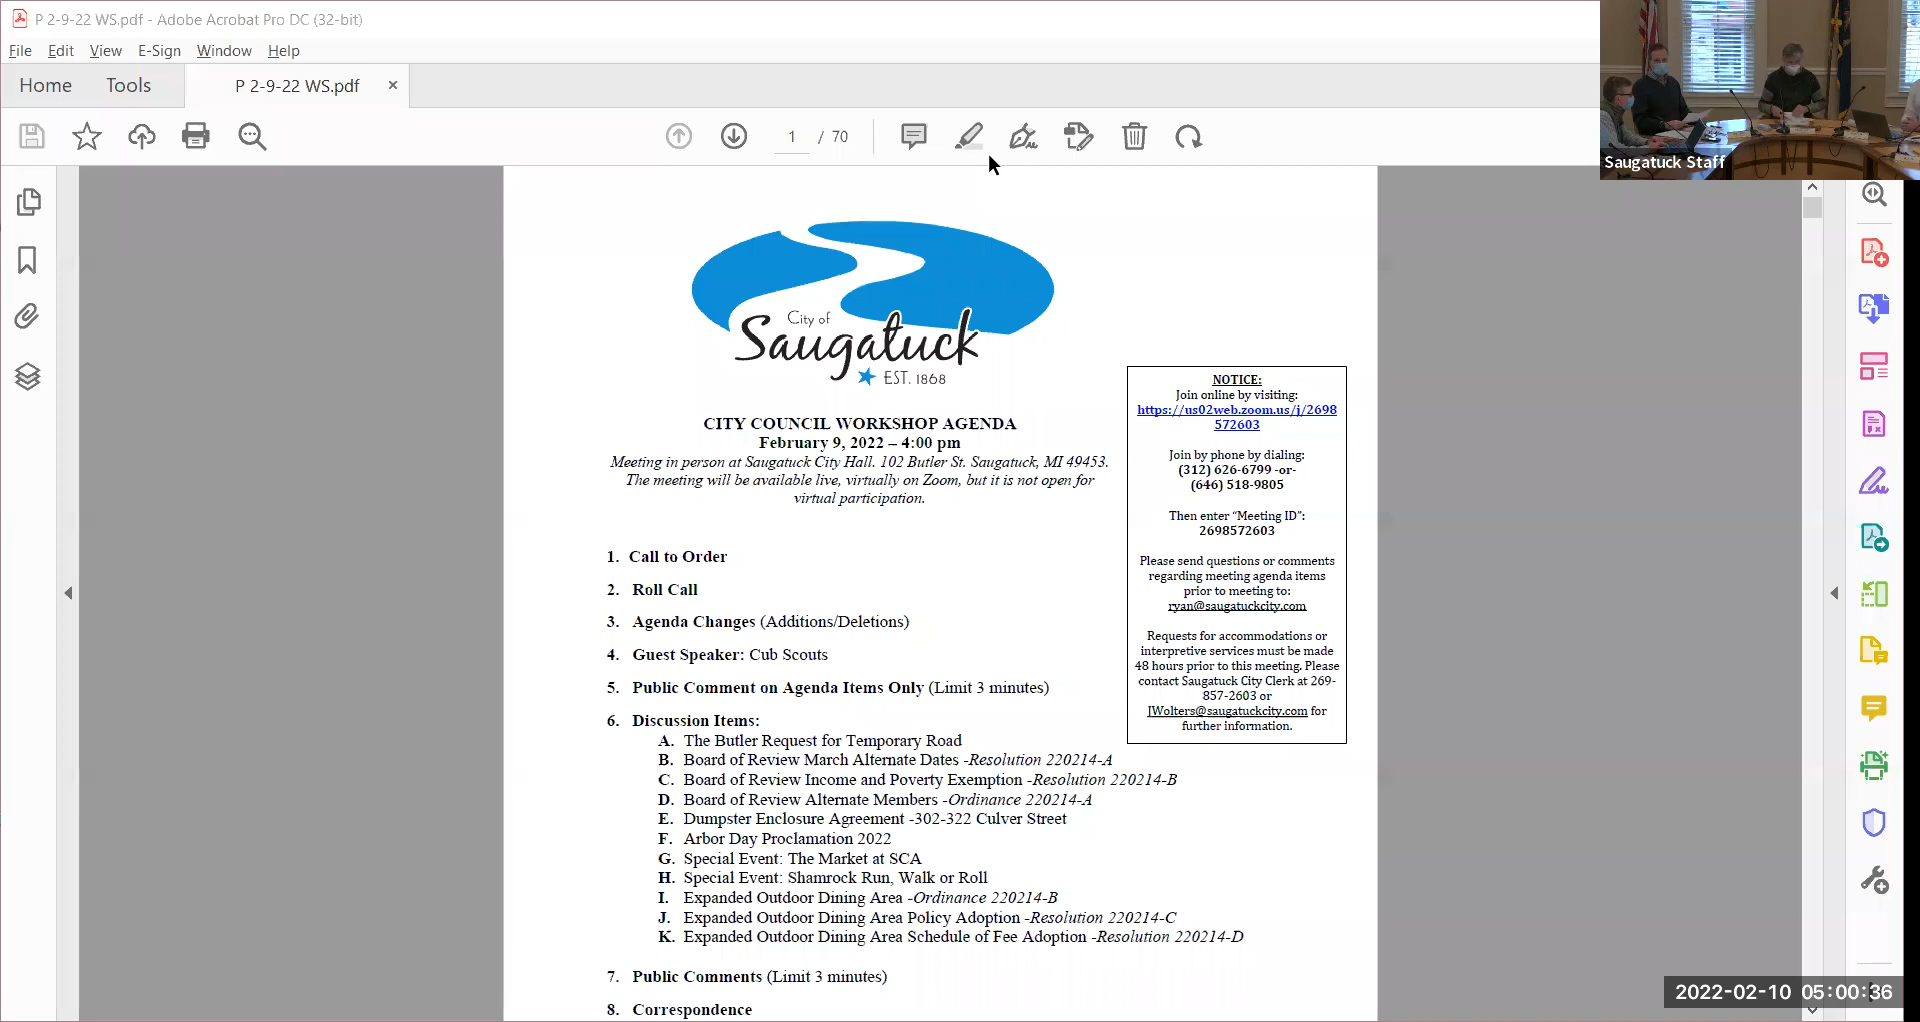 P 2-9-22 WS.pdf - Adobe Acrobat Pro DC (32-bit)
File Edit View E-Sign Window Help
Home Tools P 2-9-22 WS.pdf ×
1 / 70
Saugatuck Staff
City of
Saugatuck
EST. 1868
CITY COUNCIL WORKSHOP AGENDA
February 9, 2022 – 4:00 pm
Meeting in person at Saugatuck City Hall. 102 Butler St. Saugatuck, MI 49453.
The meeting will be available live, virtually on Zoom, but it is not open for
virtual participation.
NOTICE:
Join online by visiting:
https://us02web.zoom.us/j/2698
572603
Join by phone by dialing:
(312) 626-6799 -or-
(646) 518-9805
Then enter “Meeting ID”:
2698572603
Please send questions or comments
regarding meeting agenda items
prior to meeting to:
ryan@saugatuckcity.com
Requests for accommodations or
interpretive services must be made
48 hours prior to this meeting. Please
contact Saugatuck City Clerk at 269-
857-2603 or
JWolters@saugatuckcity.com for
further information.
1. Call to Order
2. Roll Call
3. Agenda Changes (Additions/Deletions)
4. Guest Speaker: Cub Scouts
5. Public Comment on Agenda Items Only (Limit 3 minutes)
6. Discussion Items:
A. The Butler Request for Temporary Road
B. Board of Review March Alternate Dates -Resolution 220214-A
C. Board of Review Income and Poverty Exemption -Resolution 220214-B
D. Board of Review Alternate Members -Ordinance 220214-A
E. Dumpster Enclosure Agreement -302-322 Culver Street
F. Arbor Day Proclamation 2022
G. Special Event: The Market at SCA
H. Special Event: Shamrock Run, Walk or Roll
I. Expanded Outdoor Dining Area -Ordinance 220214-B
J. Expanded Outdoor Dining Area Policy Adoption -Resolution 220214-C
K. Expanded Outdoor Dining Area Schedule of Fee Adoption -Resolution 220214-D
7. Public Comments (Limit 3 minutes)
8. Correspondence
2022-02-10 05:00:36